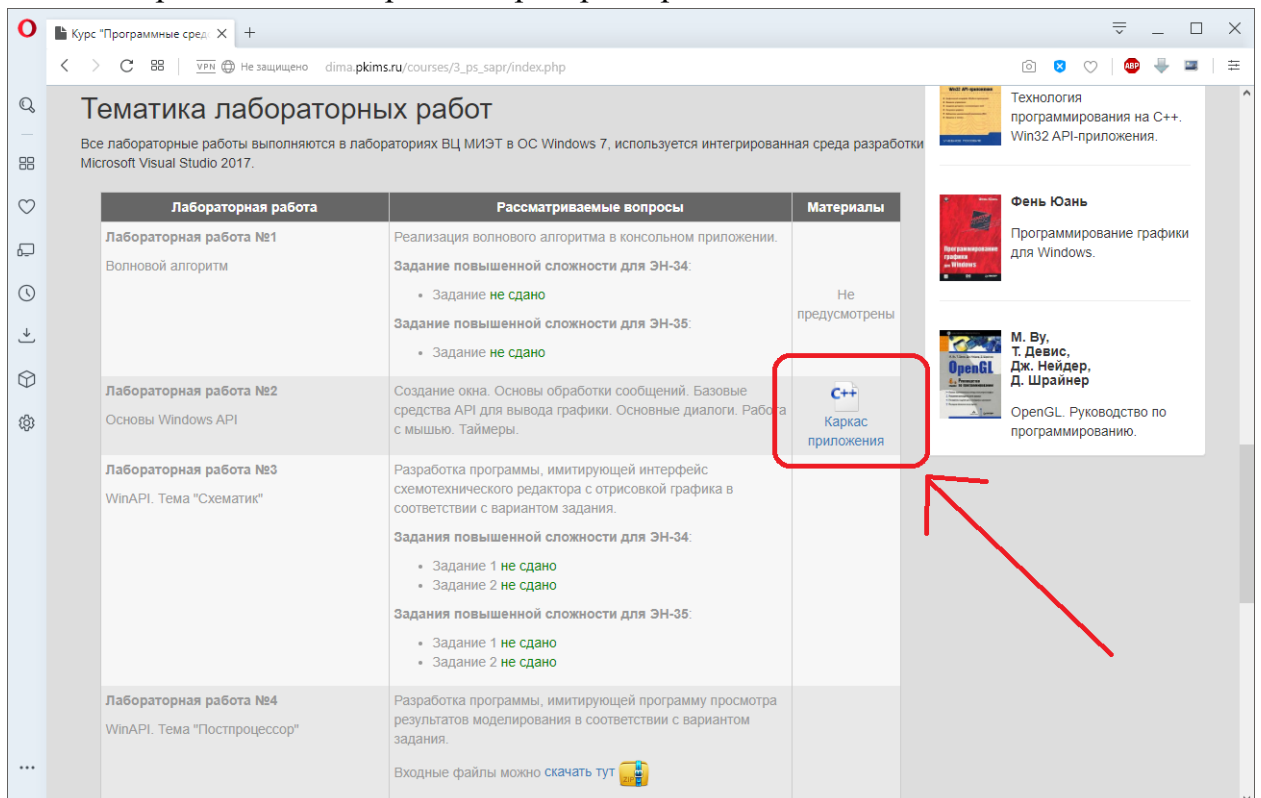 Курс "Программные сред
VPN
Не защищено
dima.pkims.ru/courses/3_ps_sapr/index.php
ABP
Тематика лабораторных работ
Все лабораторные работы выполняются в лабораториях ВЦ МИЭТ в ОС Windows 7, используется интегрированная среда разработки
Microsoft Visual Studio 2017.
Лабораторная работа
Рассматриваемые вопросы
Материалы
Лабораторная работа №1
Волновой алгоритм
Реализация волнового алгоритма в консольном приложении.
Задание повышенной сложности для ЭН-34:
• Задание не сдано
Задание повышенной сложности для ЭН-35:
• Задание не сдано
Не
предусмотрены
Лабораторная работа №2
Основы Windows API
Создание окна. Основы обработки сообщений. Базовые
средства API для вывода графики. Основные диалоги. Работа
с мышью. Таймеры.
C++
Каркас
приложения
Лабораторная работа №3
WinAPI. Тема "Схематик"
Разработка программы, имитирующей интерфейс
схемотехнического редактора с отрисовкой графика в
соответствии с вариантом задания.
Задания повышенной сложности для ЭН-34:
• Задание 1 не сдано
• Задание 2 не сдано
Задания повышенной сложности для ЭН-35:
• Задание 1 не сдано
• Задание 2 не сдано
Лабораторная работа №4
WinAPI. Тема "Постпроцессор"
Разработка программы, имитирующей программу просмотра
результатов моделирования в соответствии с вариантом
задания.
Входные файлы можно скачать тут
ZIP
Технология
программирования на C++.
Win32 API-приложения.
Фень Юань
Программирование графики
для Windows.
Программирование
графики
для Windows
М. Ву,
Т. Девис,
Дж. Нейдер,
Д. Шрайнер
OpenGL. Руководство по
программированию.
OpenGL